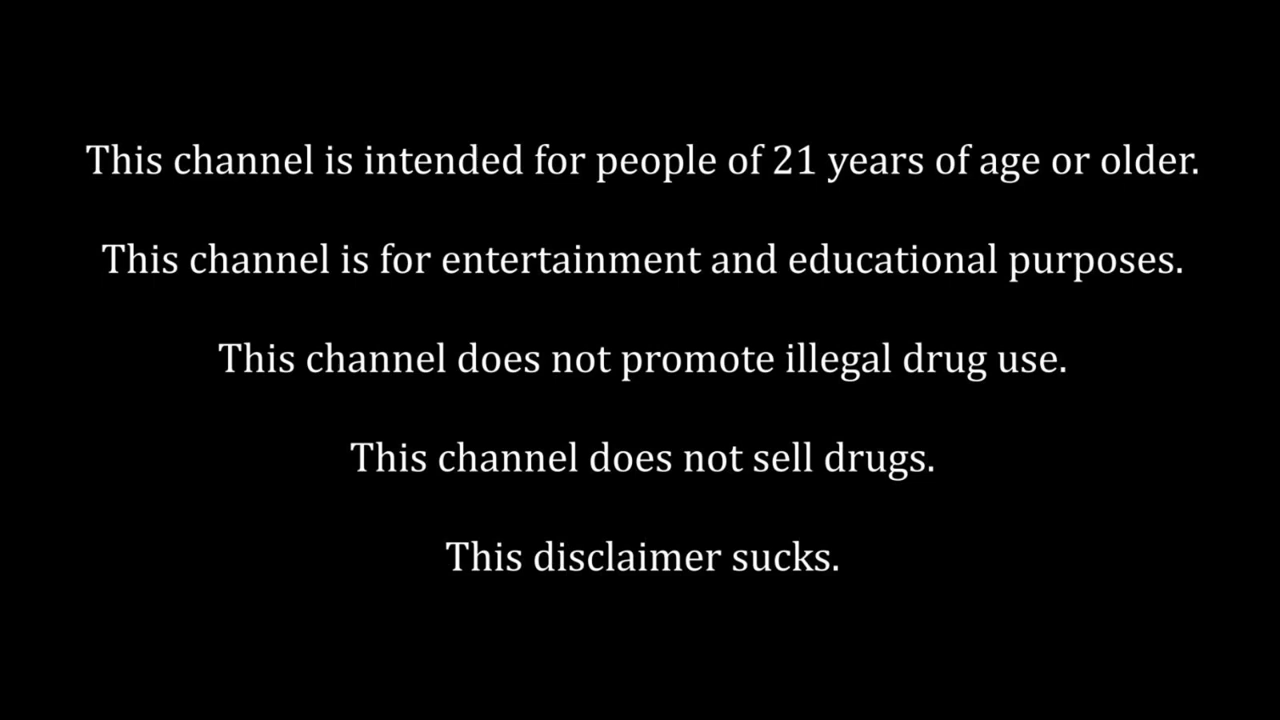 This channel is intended for people of 21 years of age or older.
This channel is for entertainment and educational purposes.
This channel does not promote illegal drug use.
This channel does not sell drugs.
This disclaimer sucks.